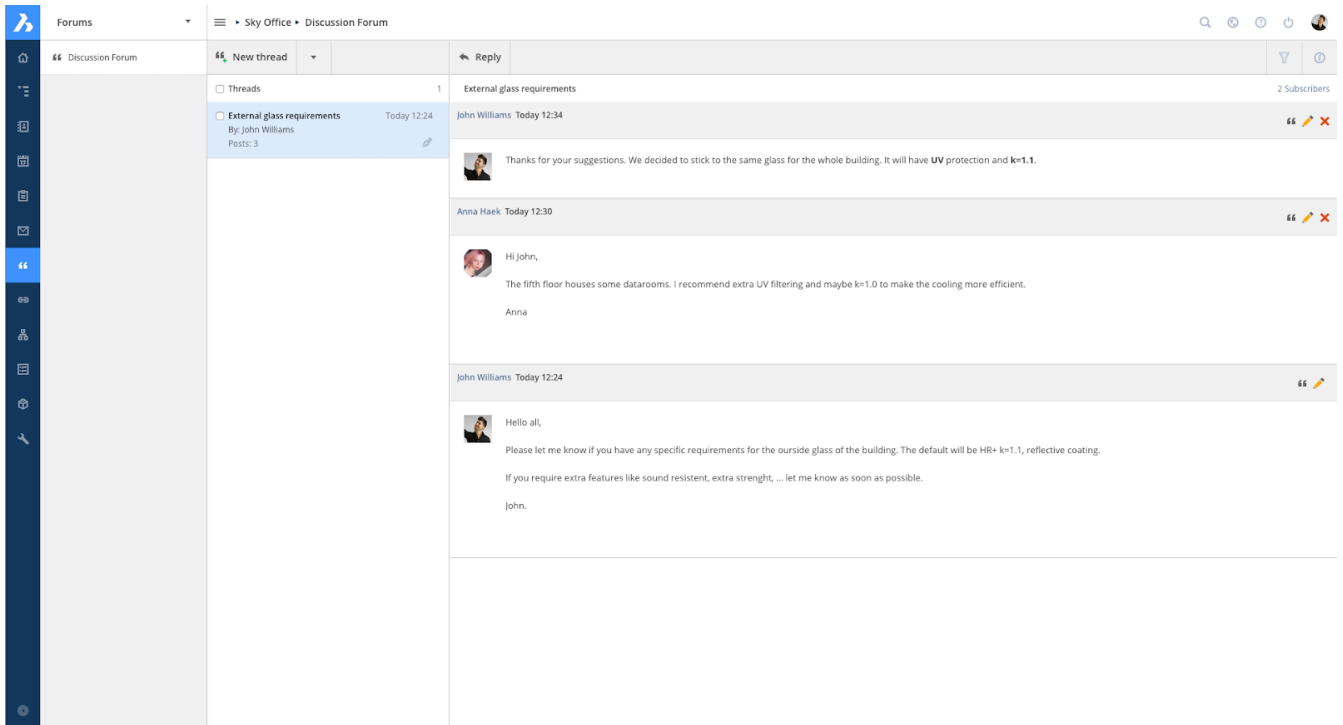 Forums
Sky Office ▸ Discussion Forum
Discussion Forum
New thread
Reply
Threads 1
External glass requirements Today 12:24
By: John Williams
Posts: 3
External glass requirements 2 Subscribers
John Williams Today 12:34
Thanks for your suggestions. We decided to stick to the same glass for the whole building. It will have UV protection and k=1.1.
Anna Haek Today 12:30
Hi John,
The fifth floor houses some datarooms. I recommend extra UV filtering and maybe k=1.0 to make the cooling more efficient.
Anna
John Williams Today 12:24
Hello all,
Please let me know if you have any specific requirements for the ourside glass of the building. The default will be HR+ k=1.1, reflective coating.
If you require extra features like sound resistent, extra strenght, ... let me know as soon as possible.
John.